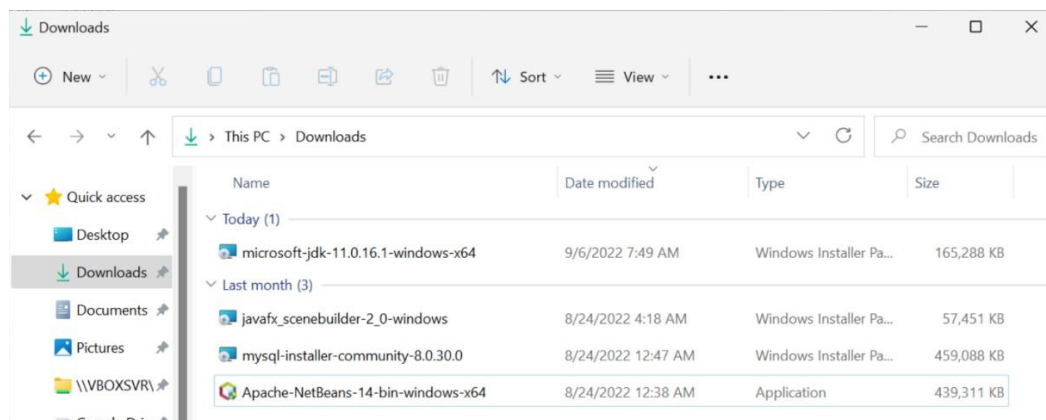 Downloads
New Sort View
This PC > Downloads Search Downloads
Name Date modified Type Size
Quick access
Today (1)
Desktop
microsoft-jdk-11.0.16.1-windows-x64 9/6/2022 7:49 AM Windows Installer Pa... 165,288 KB
Downloads
Last month (3)
Documents
javafx_scenebuilder-2_0-windows 8/24/2022 4:18 AM Windows Installer Pa... 57,451 KB
Pictures
mysql-installer-community-8.0.30.0 8/24/2022 12:47 AM Windows Installer Pa... 459,088 KB
\\VBOXSVR\
Apache-NetBeans-14-bin-windows-x64 8/24/2022 12:38 AM Application 439,311 KB